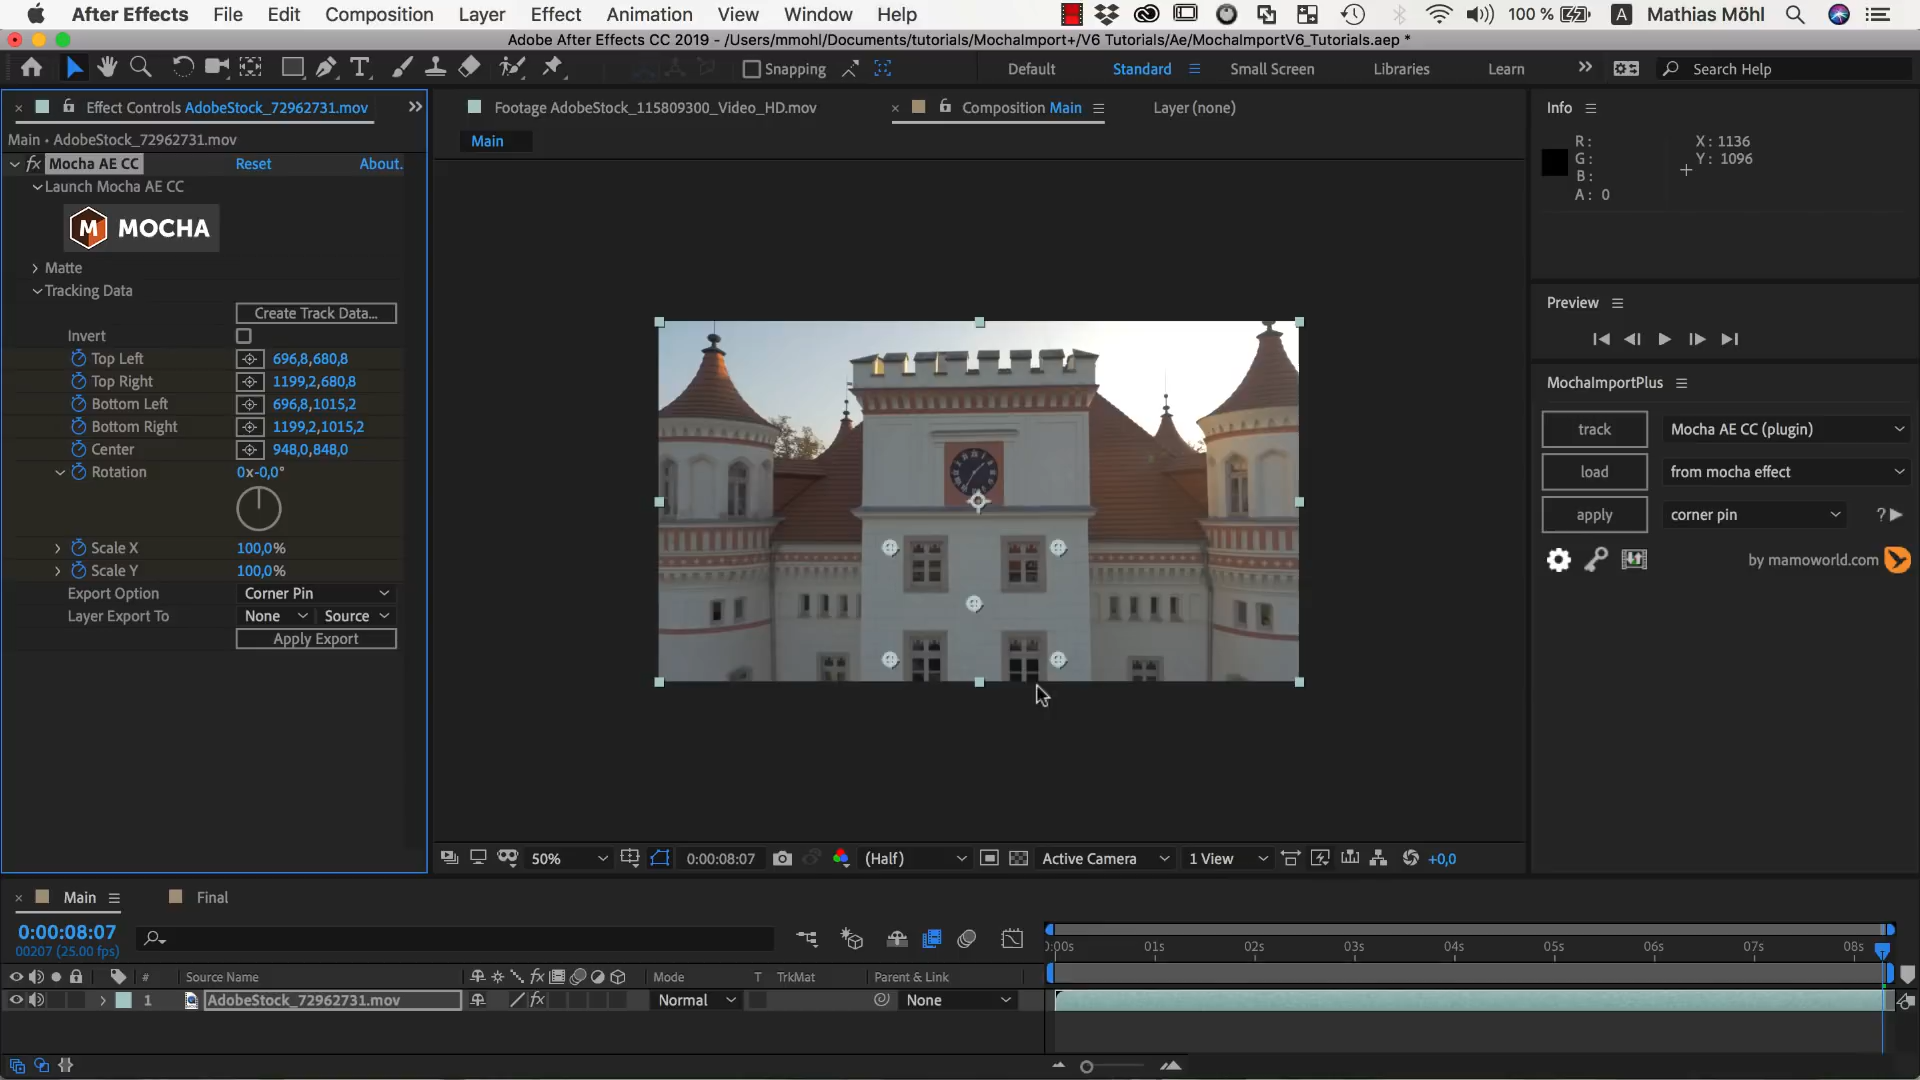 After Effects File Edit Composition Layer Effect Animation View Window Help 100 % A Mathias Möhl
Adobe After Effects CC 2019 - /Users/mmohl/Documents/tutorials/MochaImport+/V6 Tutorials/Ae/MochaImportV6_Tutorials.aep *
Snapping Default Standard Small Screen Libraries Learn Search Help
Effect Controls AdobeStock_72962731.mov
Footage AdobeStock_115809300_Video_HD.mov
Composition Main
Layer (none)
Main • AdobeStock_72962731.mov
Main
fx Mocha AE CC Reset About.
Launch Mocha AE CC
M MOCHA
Matte
Tracking Data
Create Track Data...
Invert
Top Left 696,8,680,8
Top Right 1199,2,680,8
Bottom Left 696,8,1015,2
Bottom Right 1199,2,1015,2
Center 948,0,848,0
Rotation 0x-0,0°
Scale X 100,0%
Scale Y 100,0%
Export Option Corner Pin
Layer Export To None Source
Apply Export
Info
R:
G:
B:
A: 0
X: 1136
Y: 1096
Preview
MochaImportPlus
track Mocha AE CC (plugin)
load from mocha effect
apply corner pin ?
by mamoworld.com
50% 0:00:08:07 (Half) Active Camera 1 View +0,0
Main Final
0:00:08:07
00207 (25.00 fps)
:00s 01s 02s 03s 04s 05s 06s 07s 08s
# Source Name fx Mode T TrkMat Parent & Link
1 AdobeStock_72962731.mov fx Normal None